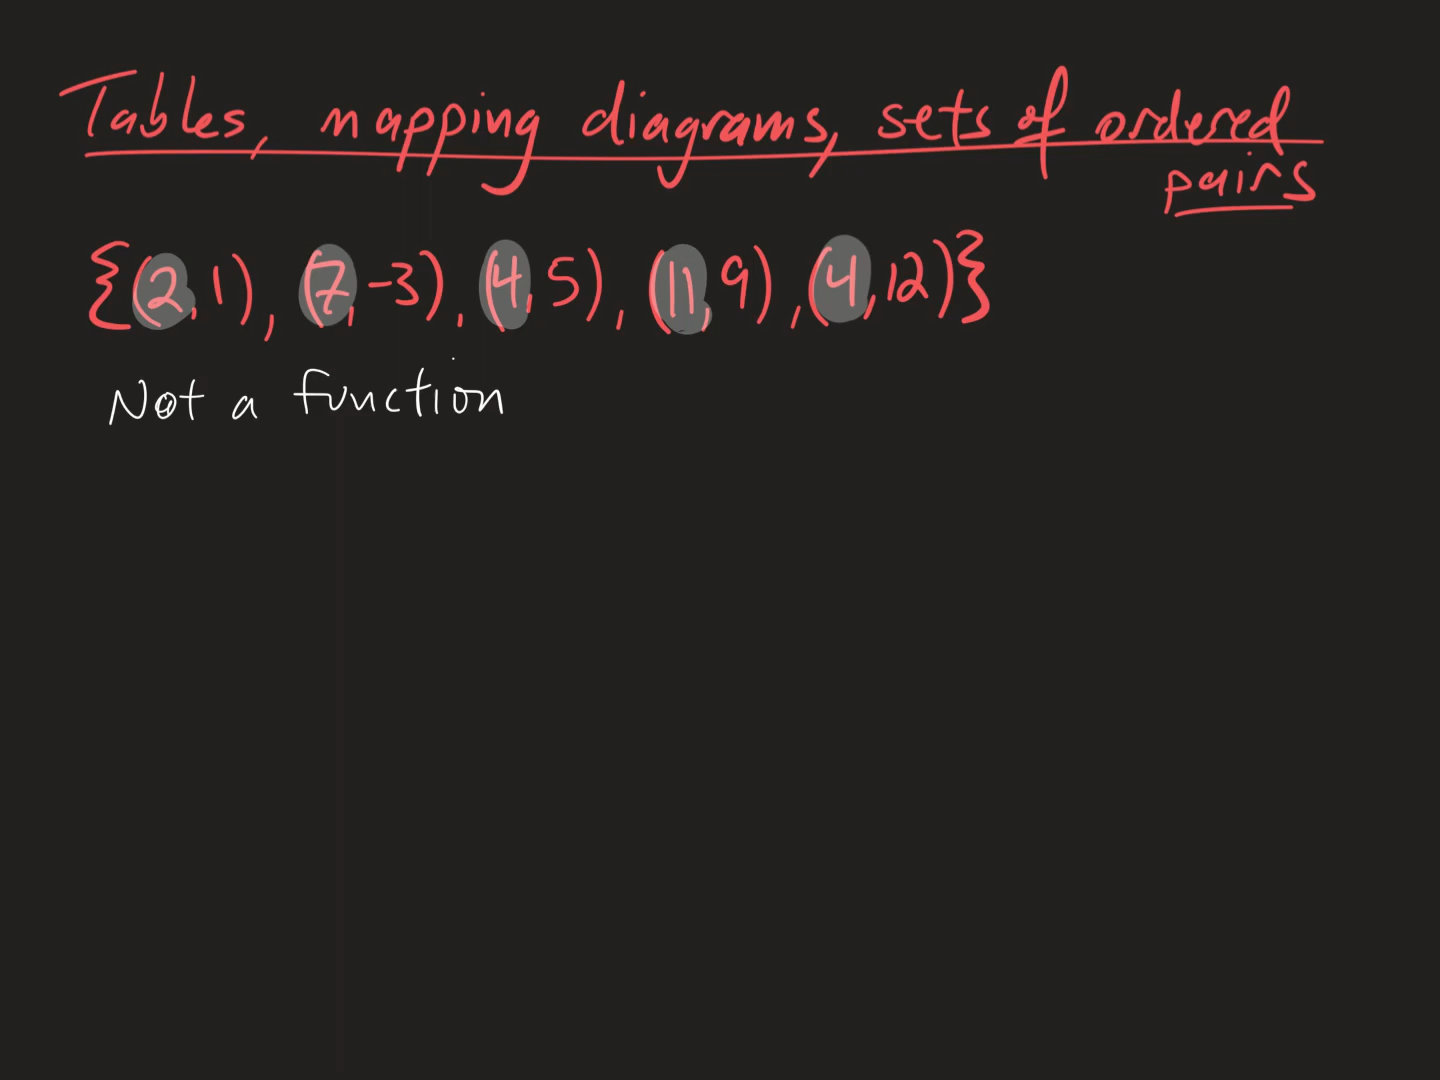 Tables, mapping diagrams, sets of ordered
pairs
{(2,1), (7,-3), (4,5), (11,9), (4,12)}
Not a function